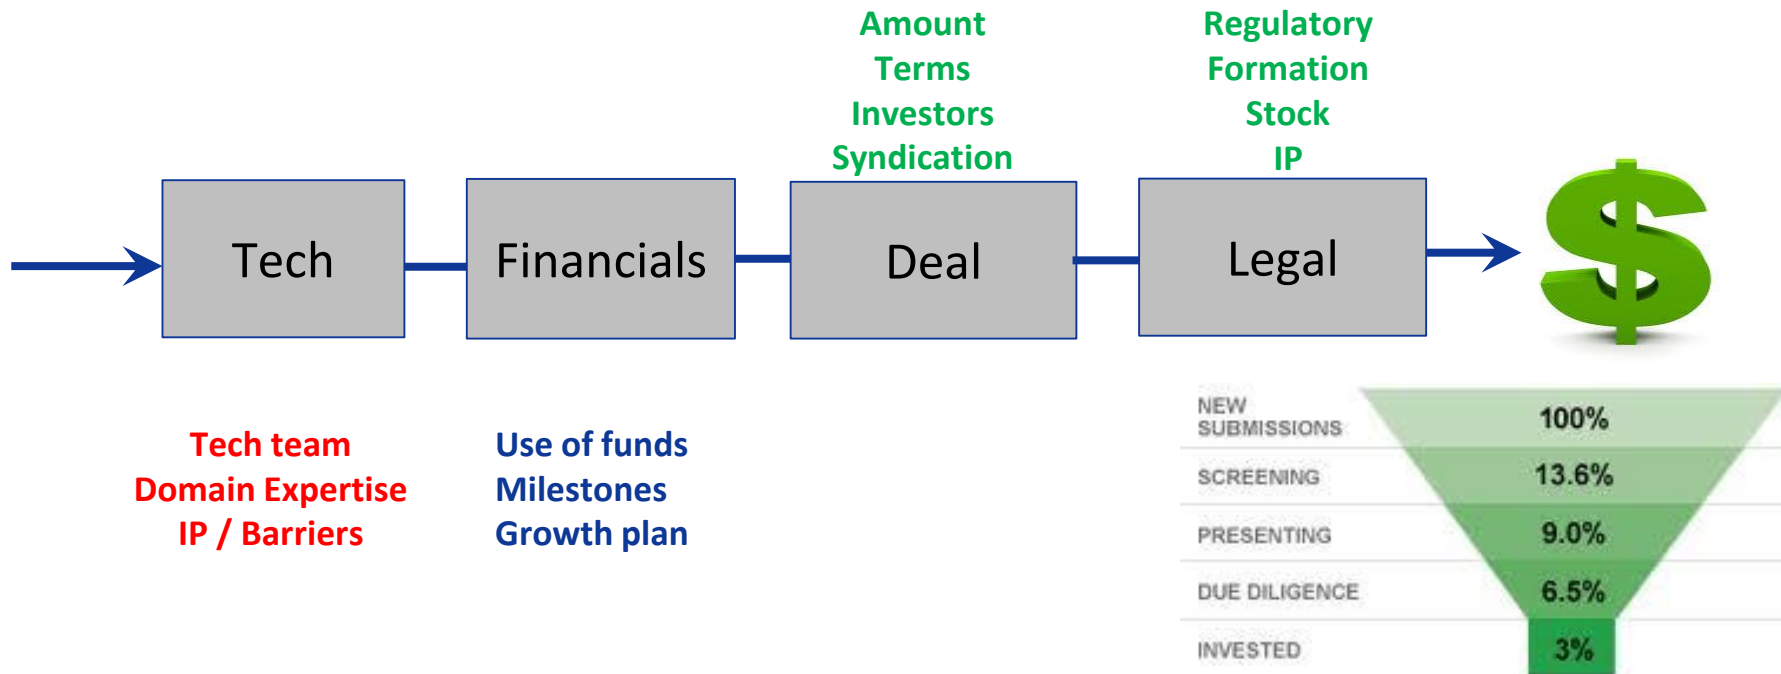 Amount
Terms
Investors
Syndication
Regulatory
Formation
Stock
IP
Tech
Financials
Deal
Legal
$
Tech team
Domain Expertise
IP / Barriers
Use of funds
Milestones
Growth plan
NEW
SUBMISSIONS
100%
SCREENING
13.6%
PRESENTING
9.0%
DUE DILIGENCE
6.5%
INVESTED
3%